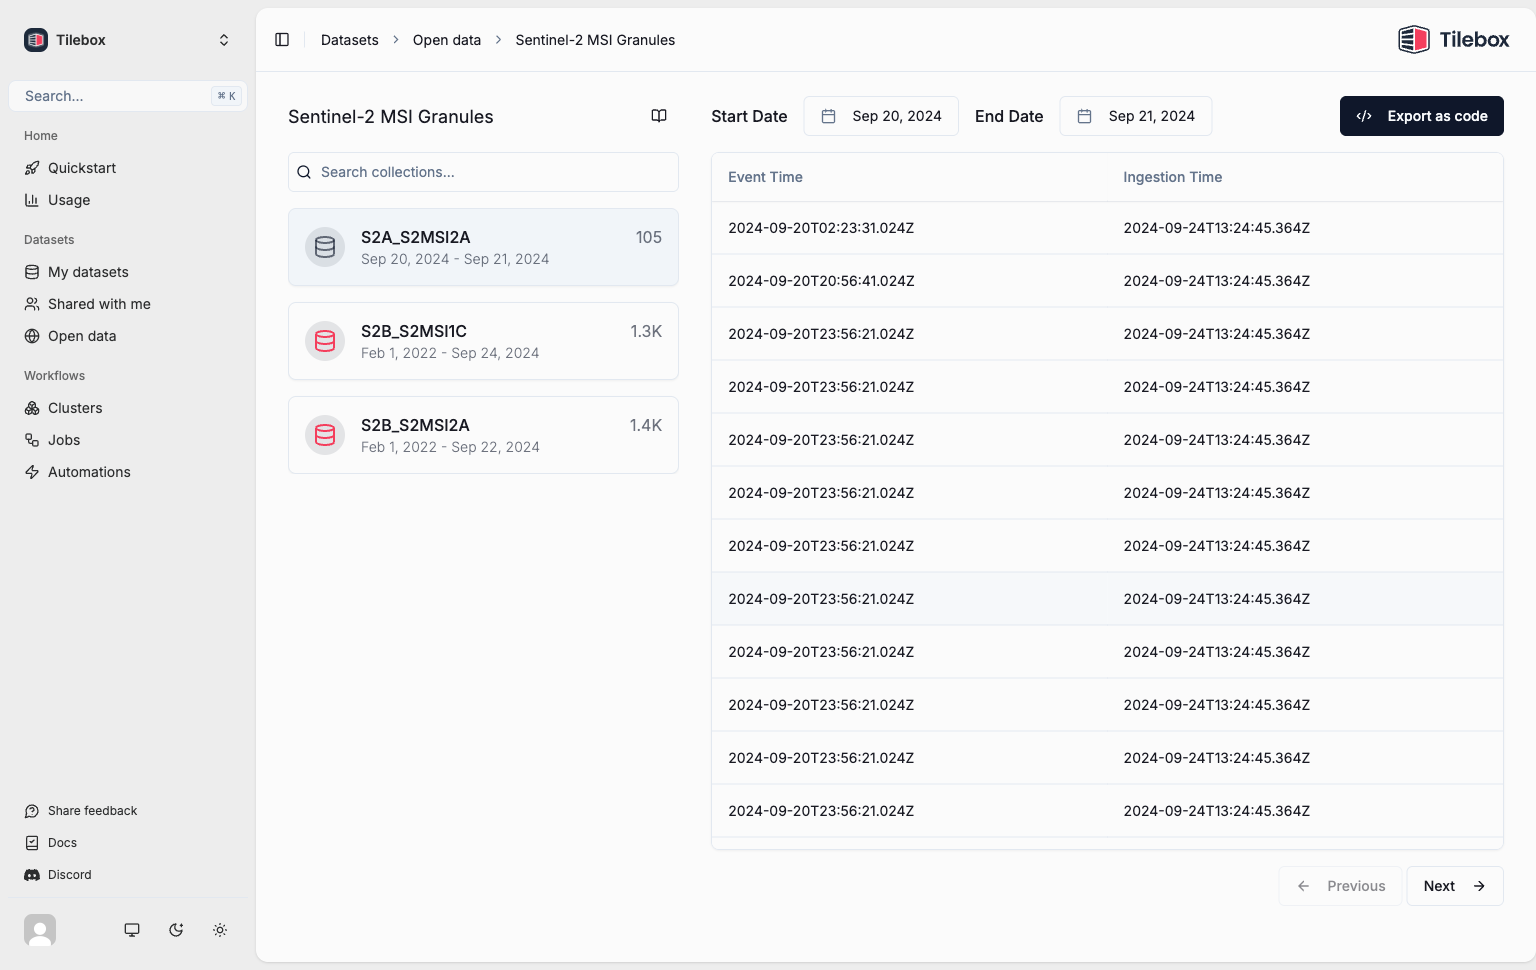 Tilebox
Search...
⌘ K
Home
Quickstart
Usage
Datasets
My datasets
Shared with me
Open data
Workflows
Clusters
Jobs
Automations
Share feedback
Docs
Discord
Datasets > Open data > Sentinel-2 MSI Granules
Tilebox
Sentinel-2 MSI Granules
Search collections...
S2A_S2MSI2A 105
Sep 20, 2024 - Sep 21, 2024
S2B_S2MSI1C 1.3K
Feb 1, 2022 - Sep 24, 2024
S2B_S2MSI2A 1.4K
Feb 1, 2022 - Sep 22, 2024
Start Date Sep 20, 2024 End Date Sep 21, 2024 Export as code
Event Time Ingestion Time
2024-09-20T02:23:31.024Z 2024-09-24T13:24:45.364Z
2024-09-20T20:56:41.024Z 2024-09-24T13:24:45.364Z
2024-09-20T23:56:21.024Z 2024-09-24T13:24:45.364Z
2024-09-20T23:56:21.024Z 2024-09-24T13:24:45.364Z
2024-09-20T23:56:21.024Z 2024-09-24T13:24:45.364Z
2024-09-20T23:56:21.024Z 2024-09-24T13:24:45.364Z
2024-09-20T23:56:21.024Z 2024-09-24T13:24:45.364Z
2024-09-20T23:56:21.024Z 2024-09-24T13:24:45.364Z
2024-09-20T23:56:21.024Z 2024-09-24T13:24:45.364Z
2024-09-20T23:56:21.024Z 2024-09-24T13:24:45.364Z
2024-09-20T23:56:21.024Z 2024-09-24T13:24:45.364Z
2024-09-20T23:56:21.024Z 2024-09-24T13:24:45.364Z
Previous Next